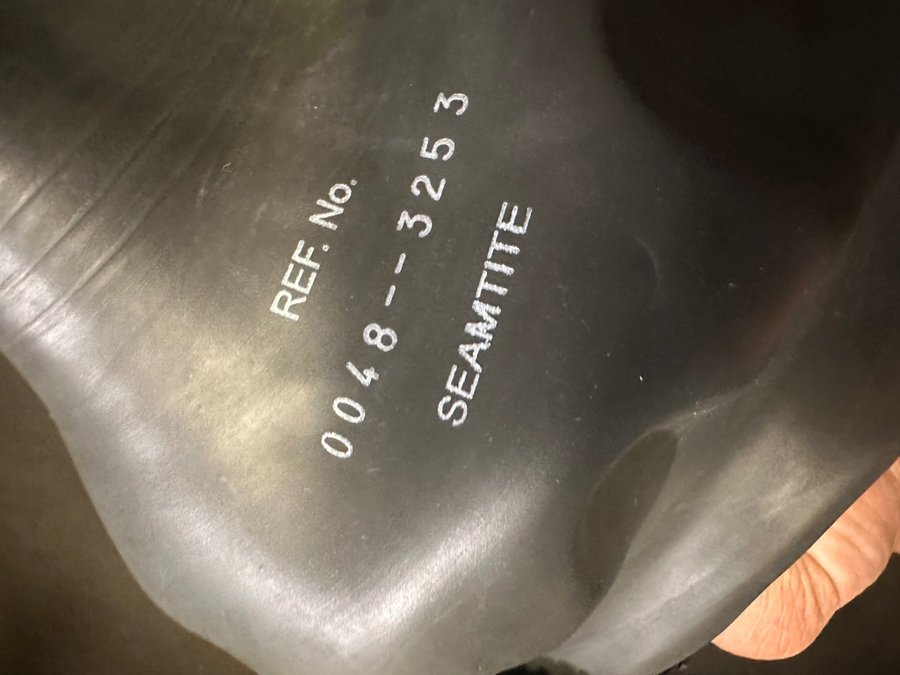 REF. No.
0048--3253
SEAMTITE